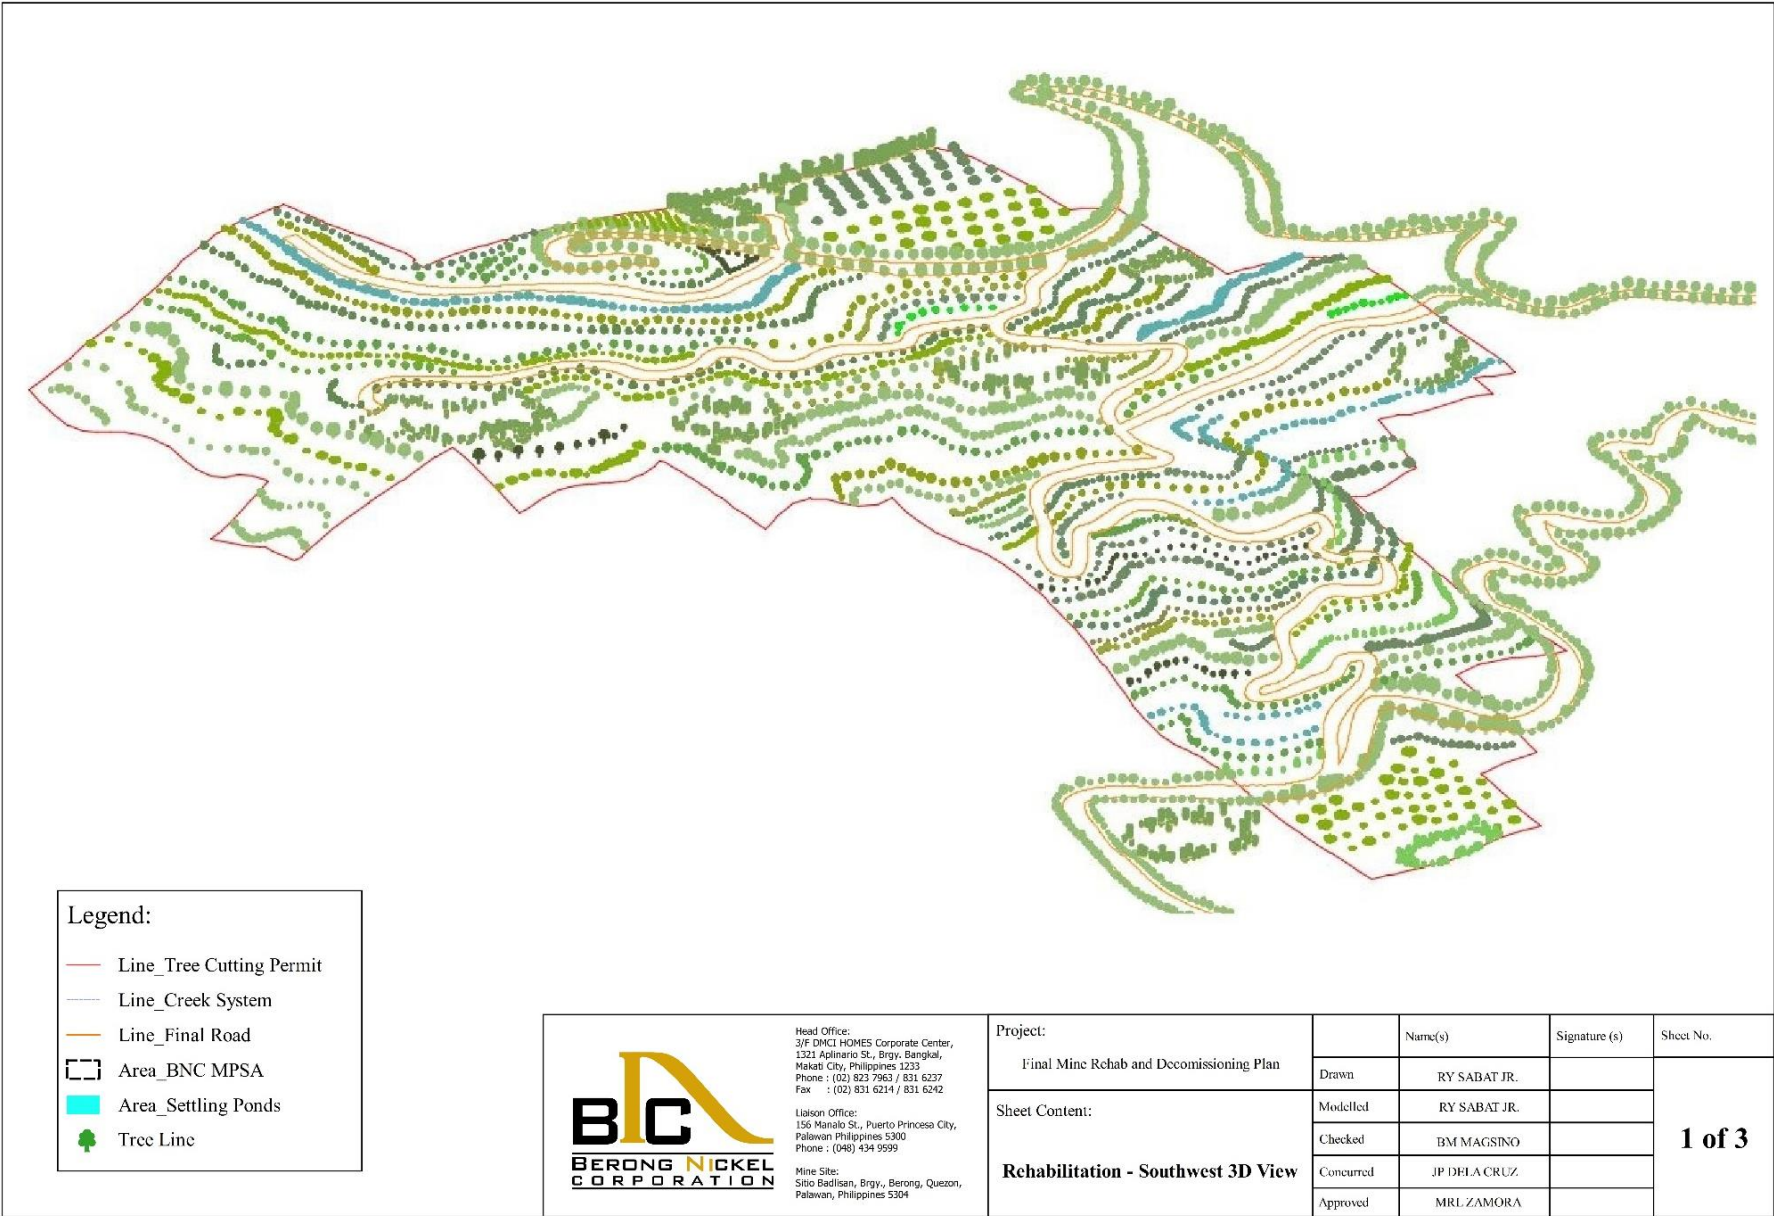 Legend:
Line_Tree Cutting Permit
Line_Creek System
Line_Final Road
Area_BNC MPSA
Area_Settling Ponds
Tree Line
BNC
BERONG NICKEL
CORPORATION
Head Office:
3/F DMCI HOMES Corporate Center,
1321 Aplinario St., Brgy. Bangkal,
Makati City, Philippines 1233
Phone : (02) 823 7963 / 831 6237
Fax : (02) 831 6214 / 831 6242
Liaison Office:
156 Manalo St., Puerto Princesa City,
Palawan Philippines 5300
Phone : (048) 434 9599
Mine Site:
Sitio Badlisan, Brgy., Berong, Quezon,
Palawan, Philippines 5304
Project:
Final Mine Rehab and Decomissioning Plan
Sheet Content:
Rehabilitation - Southwest 3D View
Name(s)
Signature (s)
Sheet No.
Drawn
RY SABAT JR.
Modelled
RY SABAT JR.
Checked
BM MAGSINO
Concurred
JP DELA CRUZ
Approved
MRL ZAMORA
1 of 3